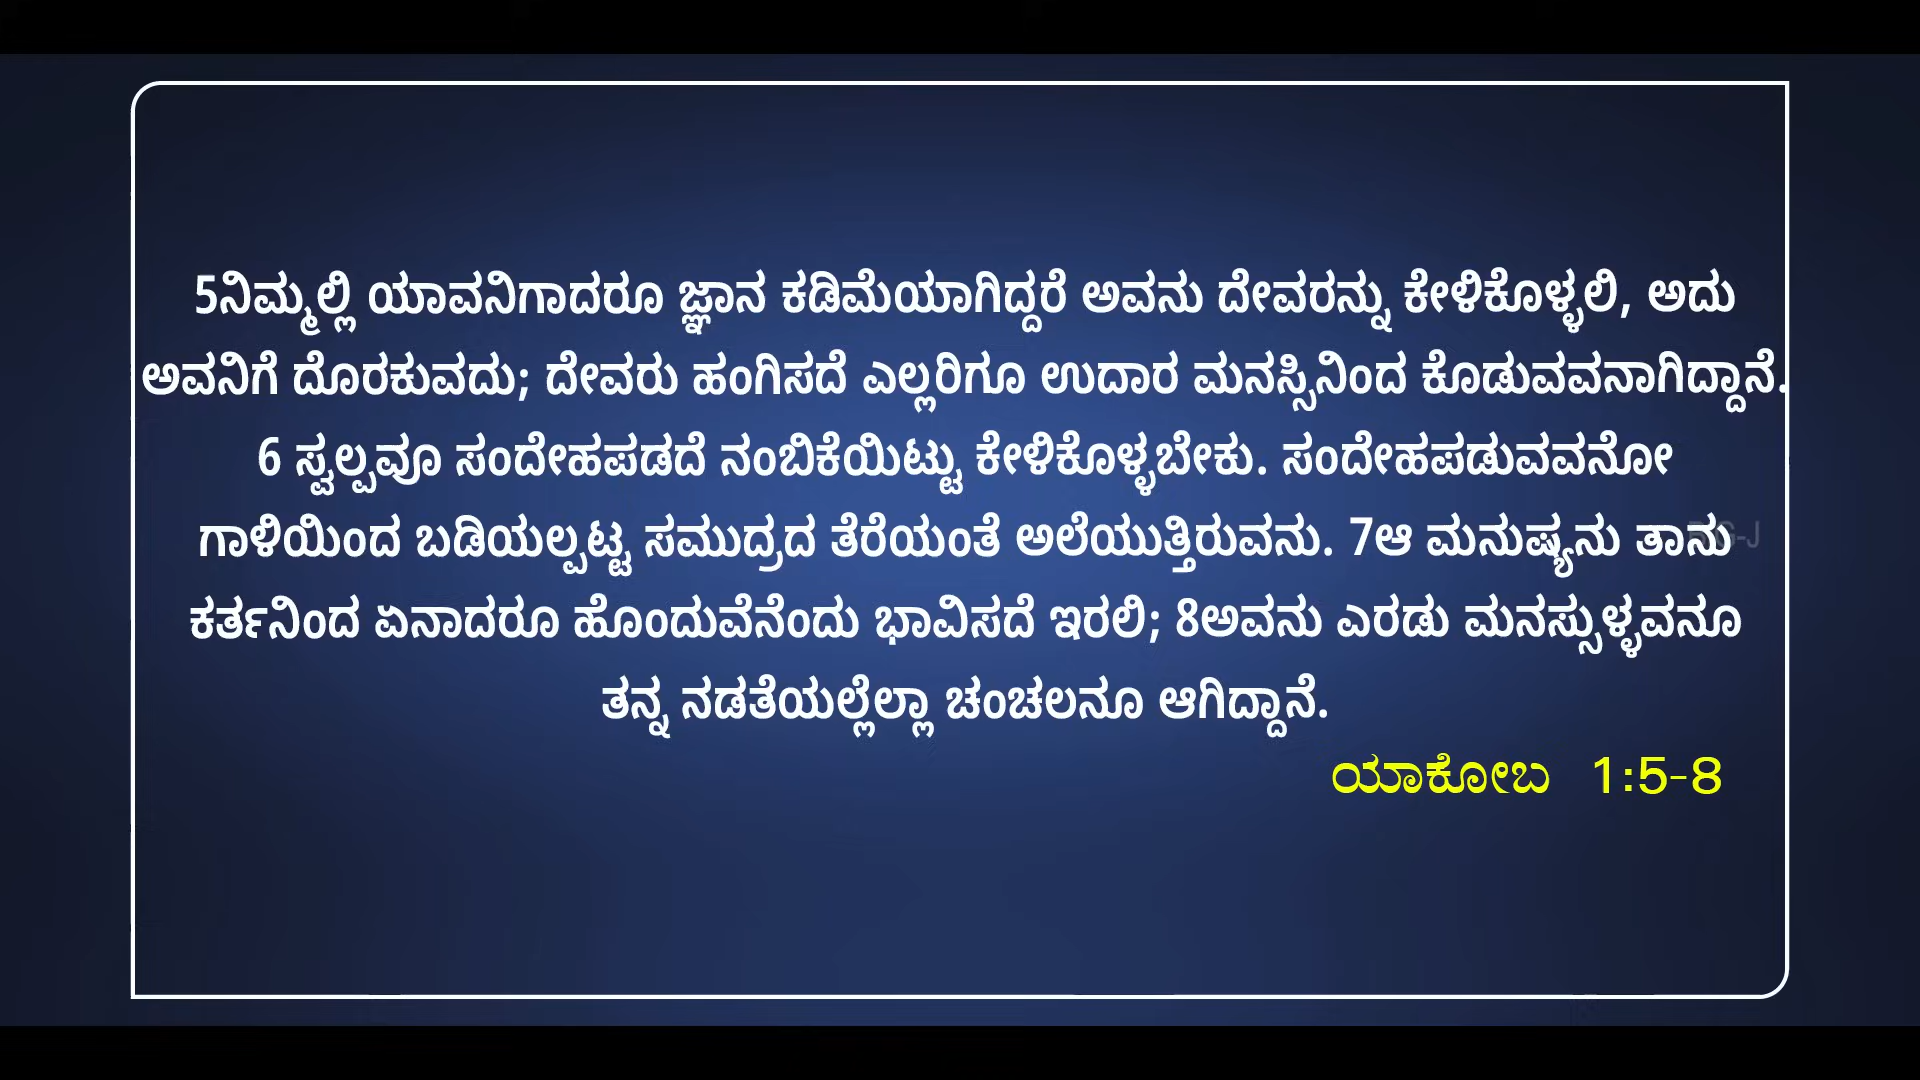 5ನಿಮ್ಮಲ್ಲಿ ಯಾವನಿಗಾದರೂ ಜ್ಞಾನ ಕಡಿಮೆಯಾಗಿದ್ದರೆ ಅವನು ದೇವರನ್ನು ಕೇಳಿಕೊಳ್ಳಲಿ, ಅದು
ಅವನಿಗೆ ದೊರಕುವದು; ದೇವರು ಹಂಗಿಸದೆ ಎಲ್ಲರಿಗೂ ಉದಾರ ಮನಸ್ಸಿನಿಂದ ಕೊಡುವವನಾಗಿದ್ದಾನೆ.
6 ಸ್ವಲ್ಪವೂ ಸಂದೇಹಪಡದೆ ನಂಬಿಕೆಯಿಟ್ಟು ಕೇಳಿಕೊಳ್ಳಬೇಕು. ಸಂದೇಹಪಡುವವನೋ
ಗಾಳಿಯಿಂದ ಬಡಿಯಲ್ಪಟ್ಟ ಸಮುದ್ರದ ತೆರೆಯಂತೆ ಅಲೆಯುತ್ತಿರುವನು. 7ಆ ಮನುಷ್ಯನು ತಾನು
ಕರ್ತನಿಂದ ಏನಾದರೂ ಹೊಂದುವೆನೆಂದು ಭಾವಿಸದೆ ಇರಲಿ; 8ಅವನು ಎರಡು ಮನಸ್ಸುಳ್ಳವನೂ
ತನ್ನ ನಡತೆಯಲ್ಲೆಲ್ಲಾ ಚಂಚಲನೂ ಆಗಿದ್ದಾನೆ.
ಯಾಕೋಬ 1:5-8